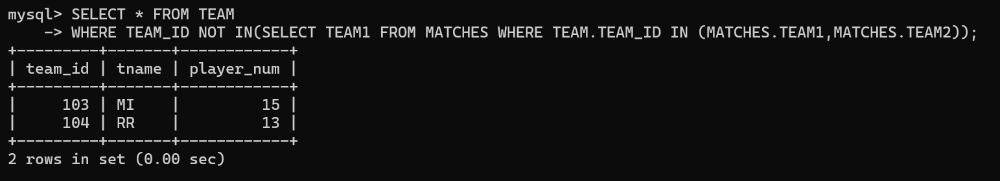 mysql> SELECT * FROM TEAM
    -> WHERE TEAM_ID NOT IN(SELECT TEAM1 FROM MATCHES WHERE TEAM.TEAM_ID IN (MATCHES.TEAM1,MATCHES.TEAM2));
+---------+-------+------------+
| team_id | tname | player_num |
+---------+-------+------------+
|     103 | MI    |         15 |
|     104 | RR    |         13 |
+---------+-------+------------+
2 rows in set (0.00 sec)